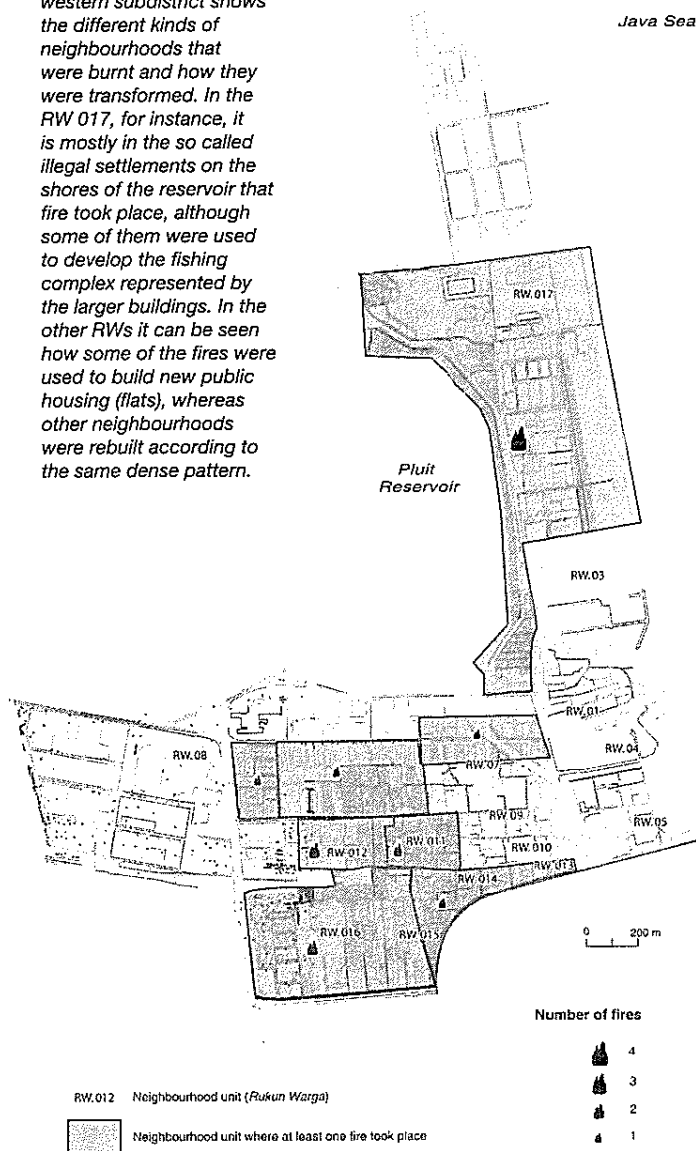 western subdistrict shows
the different kinds of
neighbourhoods that
were burnt and how they
were transformed. In the
RW 017, for instance, it
is mostly in the so called
illegal settlements on the
shores of the reservoir that
fire took place, although
some of them were used
to develop the fishing
complex represented by
the larger buildings. In the
other RWs it can be seen
how some of the fires were
used to build new public
housing (flats), whereas
other neighbourhoods
were rebuilt according to
the same dense pattern.
Java Sea
RW.017
Pluit
Reservoir
RW.03
RW.01
RW.04
RW.08
RW.07
RW.09
RW.05
RW.012
RW.011
RW.010
RW.013
RW.014
RW.016
RW.015
0 200 m
Number of fires
4
3
2
1
RW.012 Neighbourhood unit (Rukun Warga)
Neighbourhood unit where at least one fire took place